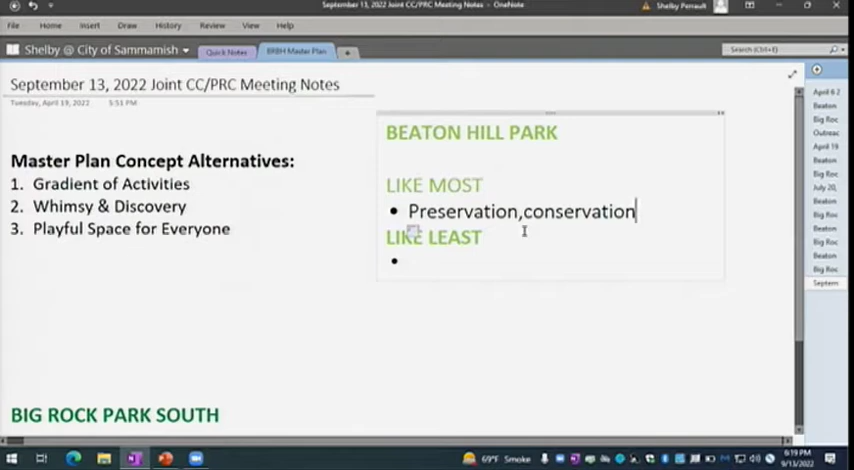 September 13, 2022 Joint CC/PRC Meeting Notes - OneNote
Shelby Perrault
File Home Insert Draw History Review View Help
Shelby @ City of Sammamish
Quick Notes
BRBH Master Plan
Search (Ctrl+E)
September 13, 2022 Joint CC/PRC Meeting Notes
Tuesday, April 19, 2022 5:51 PM
Master Plan Concept Alternatives:
1. Gradient of Activities
2. Whimsy & Discovery
3. Playful Space for Everyone
BEATON HILL PARK
LIKE MOST
• Preservation,conservation
LIKE LEAST
•
BIG ROCK PARK SOUTH
April 6 2
Beaton
Big Roc
Outreac
April 19
Beaton
Big Roc
July 20,
Beaton
Big Roc
Beaton
Big Roc
Beaton
Big Roc
Septem
69°F Smoke
6:19 PM
9/13/2022